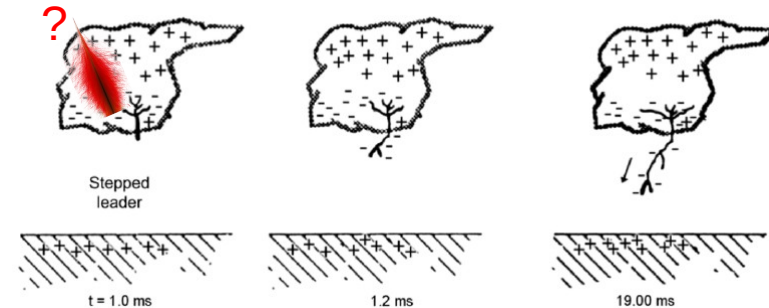 ?
Stepped
leader
t = 1.0 ms
1.2 ms
19.00 ms